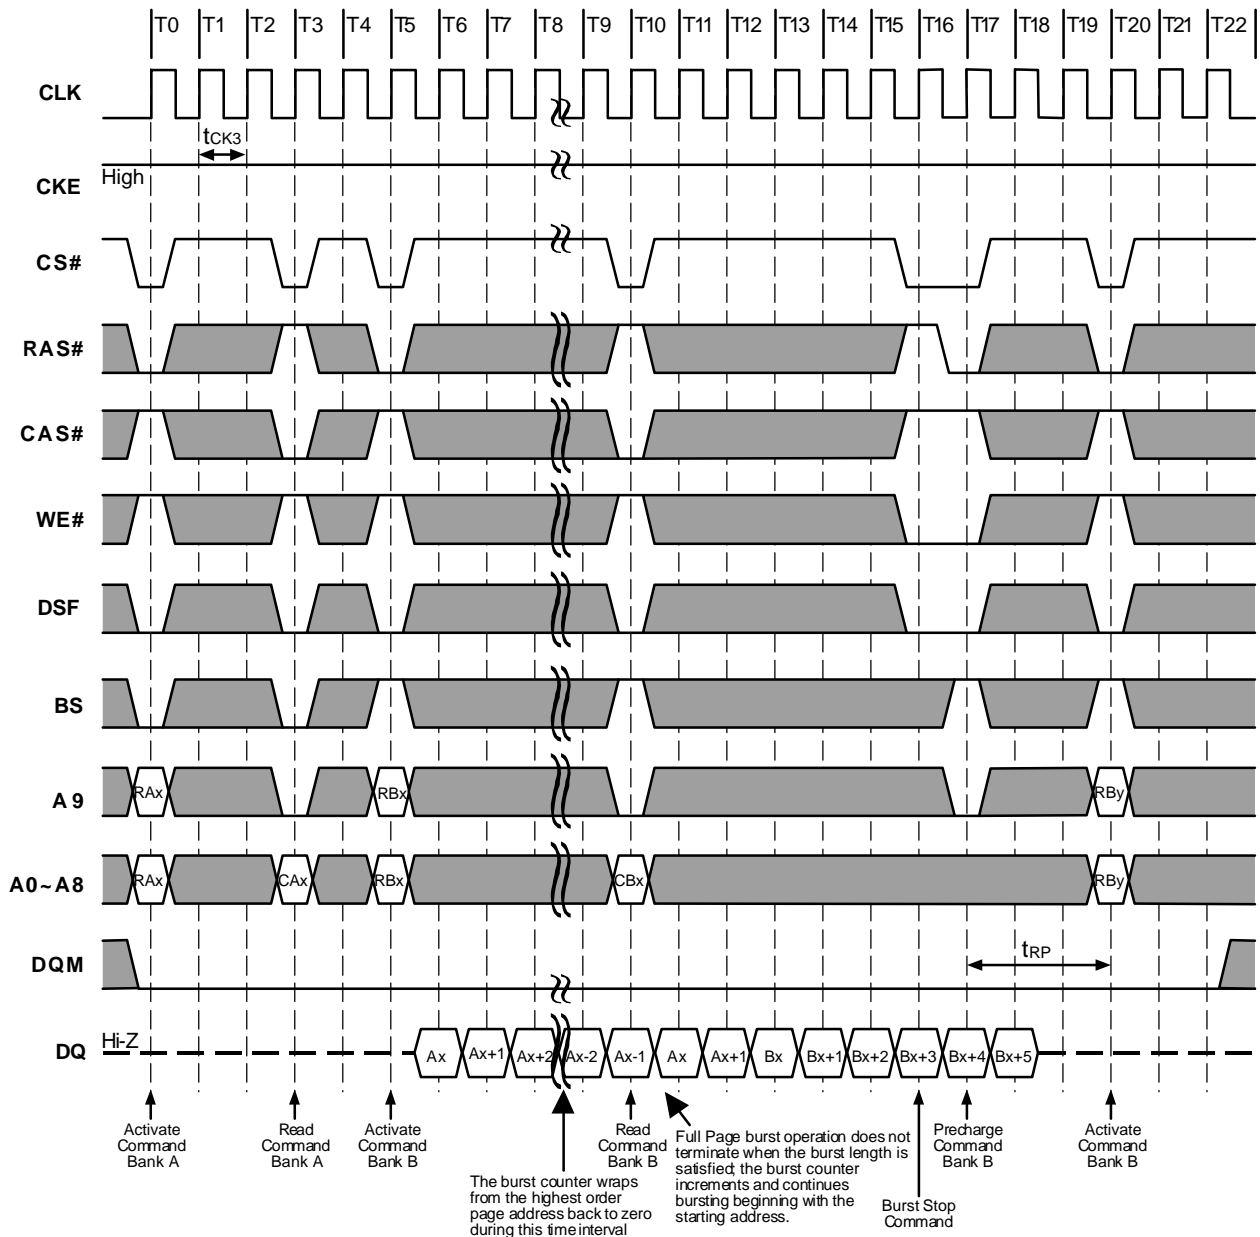 T0 T1 T2 T3 T4 T5 T6 T7 T8 T9 T10 T11 T12 T13 T14 T15 T16 T17 T18 T19 T20 T21 T22
CLK
tCK3
High
CKE
CS#
RAS#
CAS#
WE#
DSF
BS
A9
RAx RBx RBy
A0~A8
RAx CAx RBx CBx RBy
DQM
tRP
DQ
Hi-Z
Ax Ax+1 Ax+2 Ax-2 Ax-1 Ax Ax+1 Bx Bx+1 Bx+2 Bx+3 Bx+4 Bx+5
Activate
Command
Bank A
Read
Command
Bank A
Activate
Command
Bank B
The burst counter wraps
from the highest order
page address back to zero
during this time interval
Read
Command
Bank B
Full Page burst operation does not
terminate when the burst length is
satisfied; the burst counter
increments and continues
bursting beginning with the
starting address.
Burst Stop
Command
Precharge
Command
Bank B
Activate
Command
Bank B